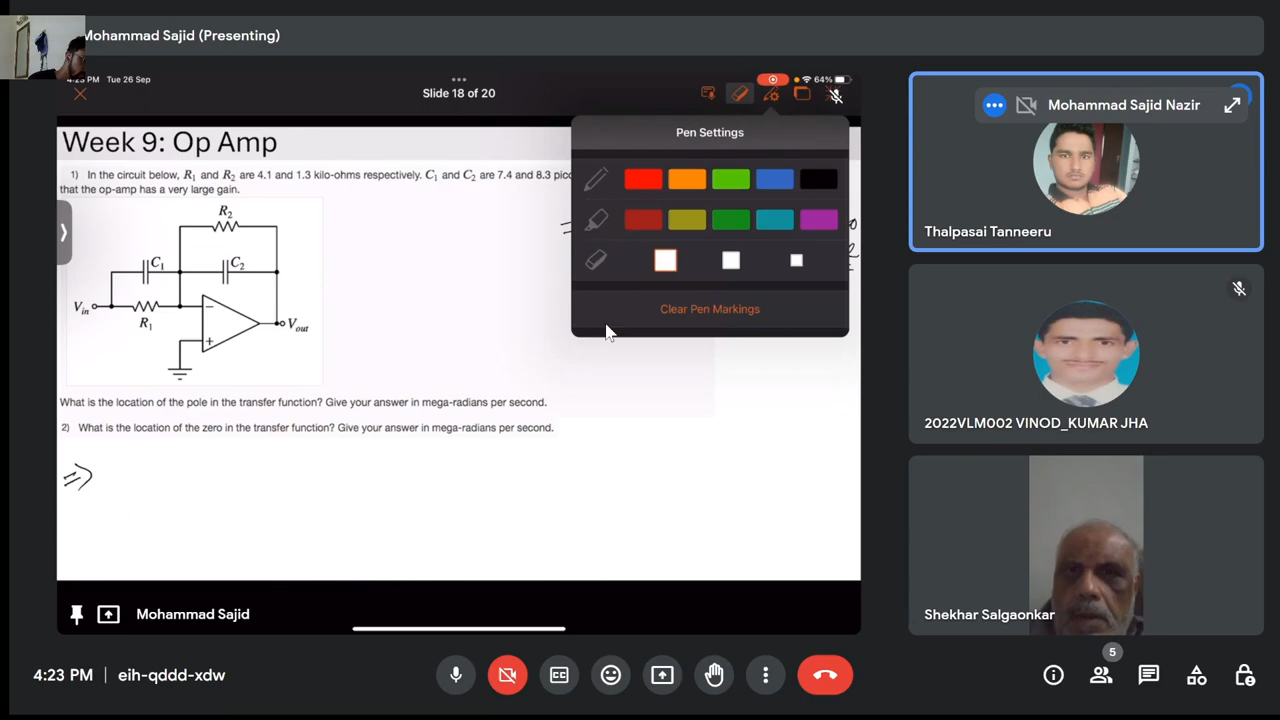 Mohammad Sajid (Presenting)
4:23 PM Tue 26 Sep
64%
Slide 18 of 20
Week 9: Op Amp
1) In the circuit below, R1 and R2 are 4.1 and 1.3 kilo-ohms respectively. C1 and C2 are 7.4 and 8.3 pico
that the op-amp has a very large gain.
R2
C1
C2
Vin
R1
Vout
What is the location of the pole in the transfer function? Give your answer in mega-radians per second.
2) What is the location of the zero in the transfer function? Give your answer in mega-radians per second.
⇒
Pen Settings
Clear Pen Markings
Mohammad Sajid
Mohammad Sajid Nazir
Thalpasai Tanneeru
2022VLM002 VINOD_KUMAR JHA
Shekhar Salgaonkar
4:23 PM | eih-qddd-xdw
5